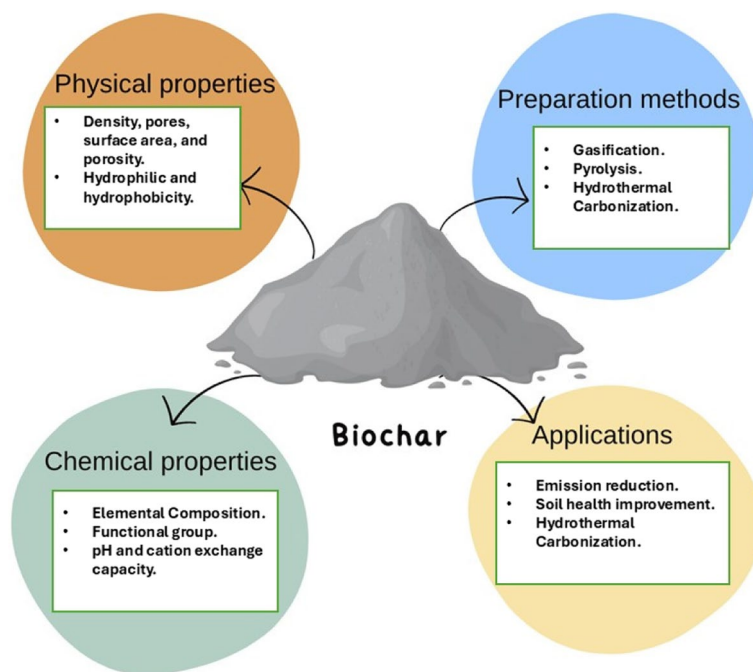 Physical properties
• Density, pores,
surface area, and
porosity.
• Hydrophilic and
hydrophobicity.
Preparation methods
• Gasification.
• Pyrolysis.
• Hydrothermal
Carbonization.
Biochar
Chemical properties
• Elemental Composition.
• Functional group.
• pH and cation exchange
capacity.
Applications
• Emission reduction.
• Soil health improvement.
• Hydrothermal
Carbonization.